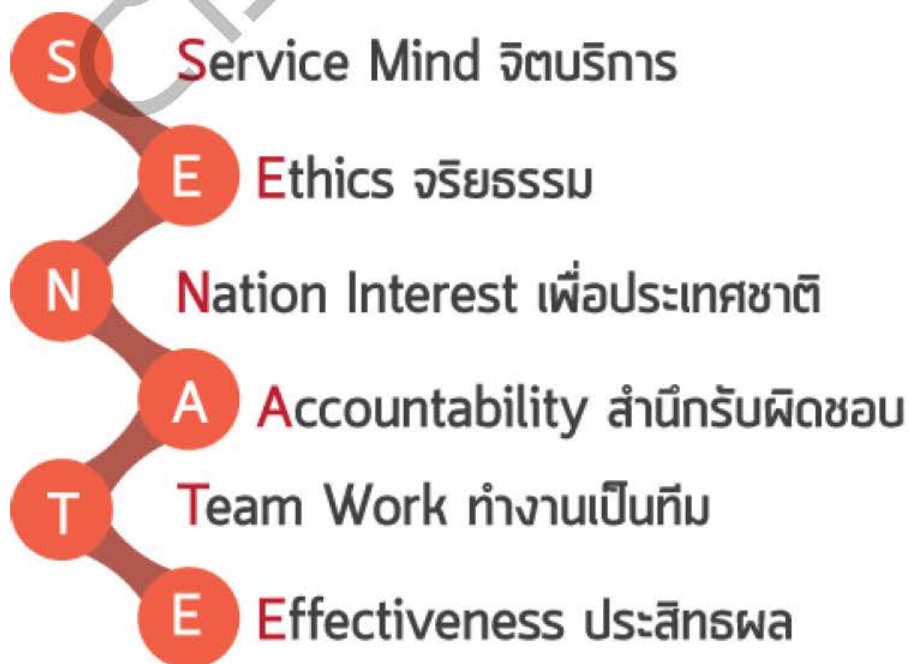 S Service Mind จิตบริการ
E Ethics จริยธรรม
N Nation Interest เพื่อประเทศชาติ
A Accountability สำนึกรับผิดชอบ
T Team Work ทำงานเป็นทีม
E Effectiveness ประสิทธผล